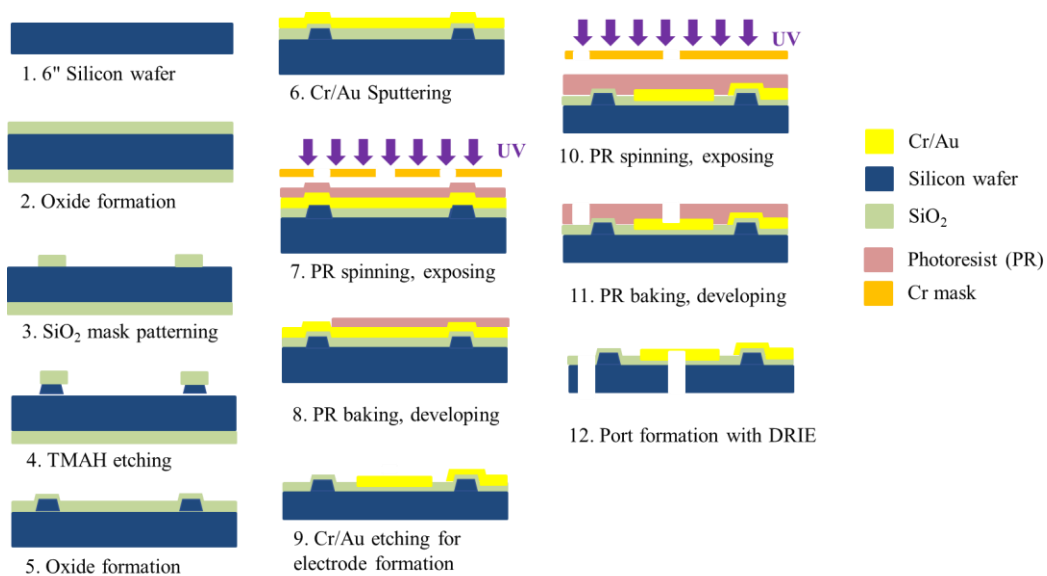 1. 6" Silicon wafer
2. Oxide formation
3. SiO₂ mask patterning
4. TMAH etching
5. Oxide formation
6. Cr/Au Sputtering
UV
7. PR spinning, exposing
8. PR baking, developing
9. Cr/Au etching for
electrode formation
UV
10. PR spinning, exposing
11. PR baking, developing
12. Port formation with DRIE
Cr/Au
Silicon wafer
SiO₂
Photoresist (PR)
Cr mask